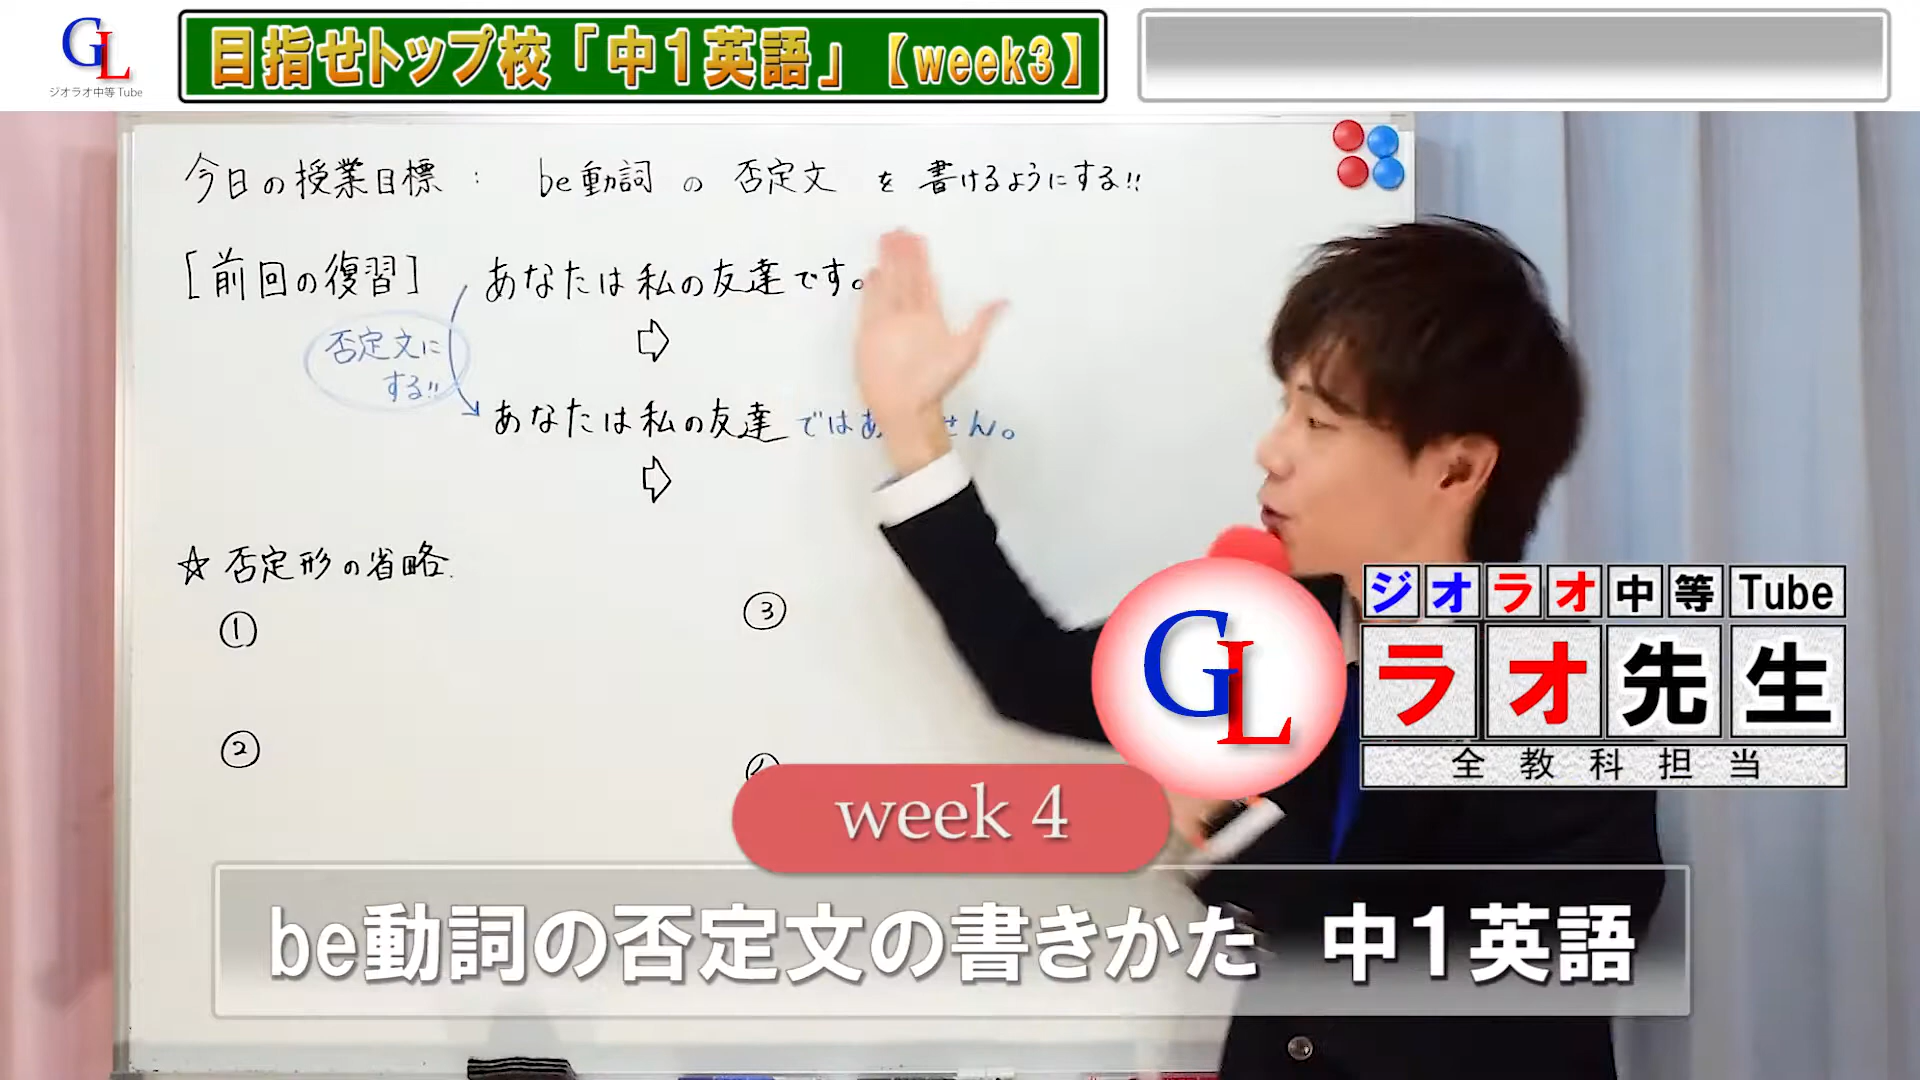 GL
ジオラオ中等Tube
目指せトップ校「中1英語」【week3】
今日の授業目標 : be動詞 の 否定文 を 書けるようにする!!
[前回の復習] あなたは私の友達です。
否定文に
する!!
あなたは私の友達ではあ せん。
☆否定形の省略.
①
③
②
GL
ジオラオ中等Tube
ラオ先生
全教科担当
week 4
be動詞の否定文の書きかた 中1英語